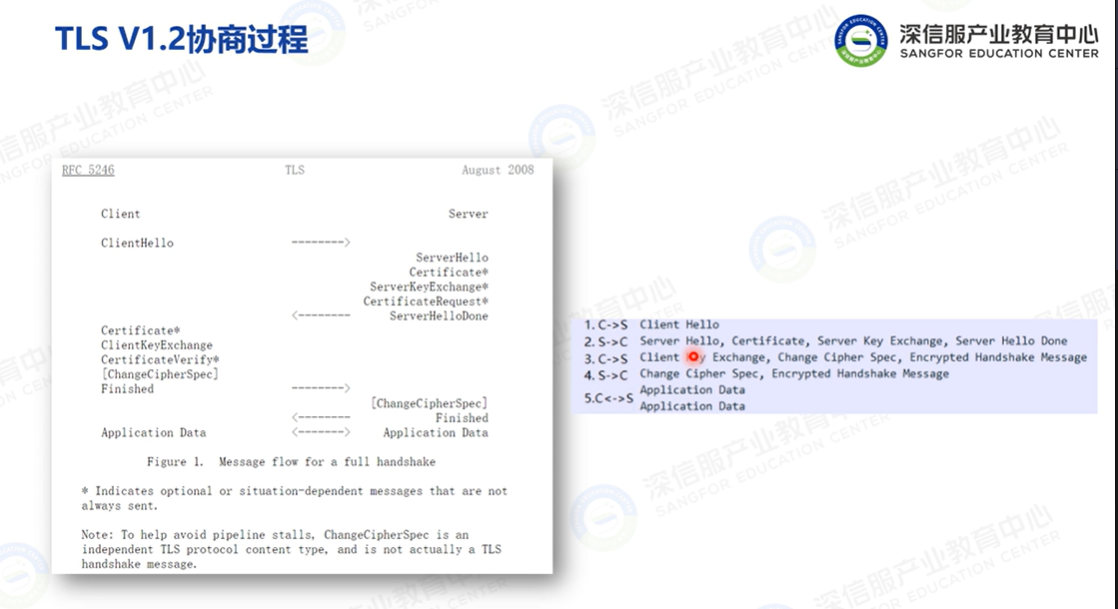 TLS V1.2协商过程
深信服产业教育中心
SANGFOR EDUCATION CENTER
RFC 5246 TLS August 2008
Client Server
ClientHello -------->
ServerHello
Certificate*
ServerKeyExchange*
CertificateRequest*
<-------- ServerHelloDone
Certificate*
ClientKeyExchange
CertificateVerify*
[ChangeCipherSpec]
Finished -------->
[ChangeCipherSpec]
<-------- Finished
Application Data <-------> Application Data
Figure 1. Message flow for a full handshake
* Indicates optional or situation-dependent messages that are not
always sent.
Note: To help avoid pipeline stalls, ChangeCipherSpec is an
independent TLS protocol content type, and is not actually a TLS
handshake message.
1. C->S Client Hello
2. S->C Server Hello, Certificate, Server Key Exchange, Server Hello Done
3. C->S Client Key Exchange, Change Cipher Spec, Encrypted Handshake Message
4. S->C Change Cipher Spec, Encrypted Handshake Message
5.C<->S Application Data
Application Data